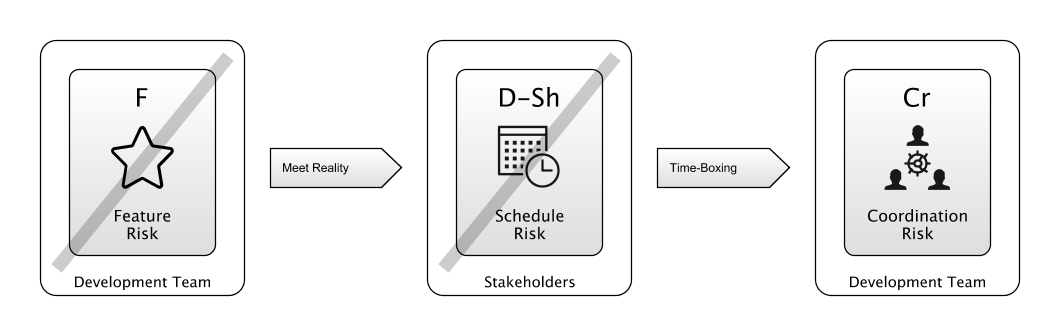 F
Feature
Risk
Development Team
Meet Reality
D–Sh
Schedule
Risk
Stakeholders
Time-Boxing
Cr
Coordination
Risk
Development Team